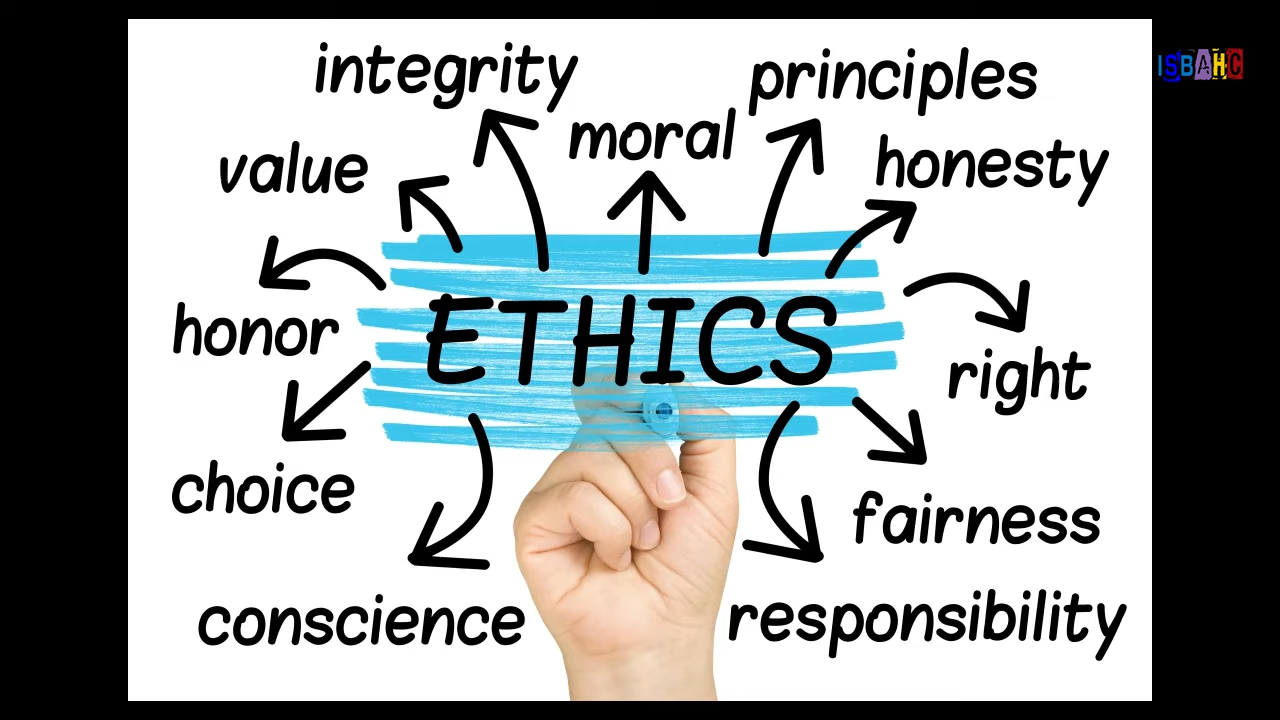 integrity
principles
moral
value
honesty
honor
ETHICS
right
choice
fairness
conscience
responsibility
ISBAHC